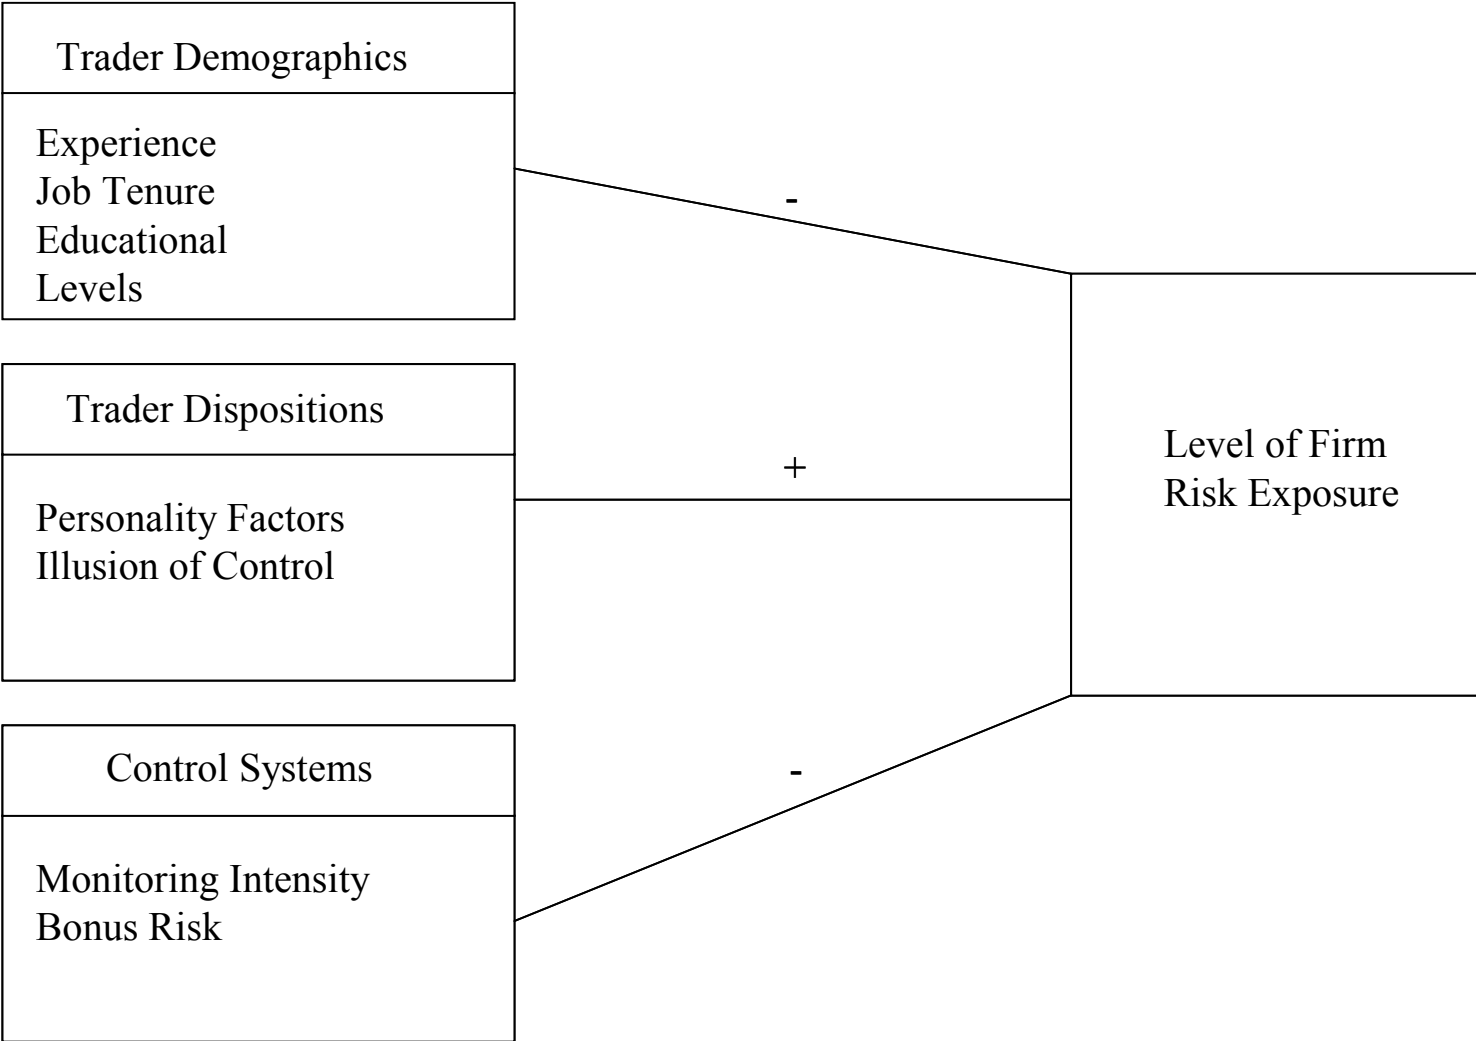 Trader Demographics
Experience
Job Tenure
Educational
Levels
-
Trader Dispositions
Personality Factors
Illusion of Control
+
Level of Firm
Risk Exposure
Control Systems
Monitoring Intensity
Bonus Risk
-